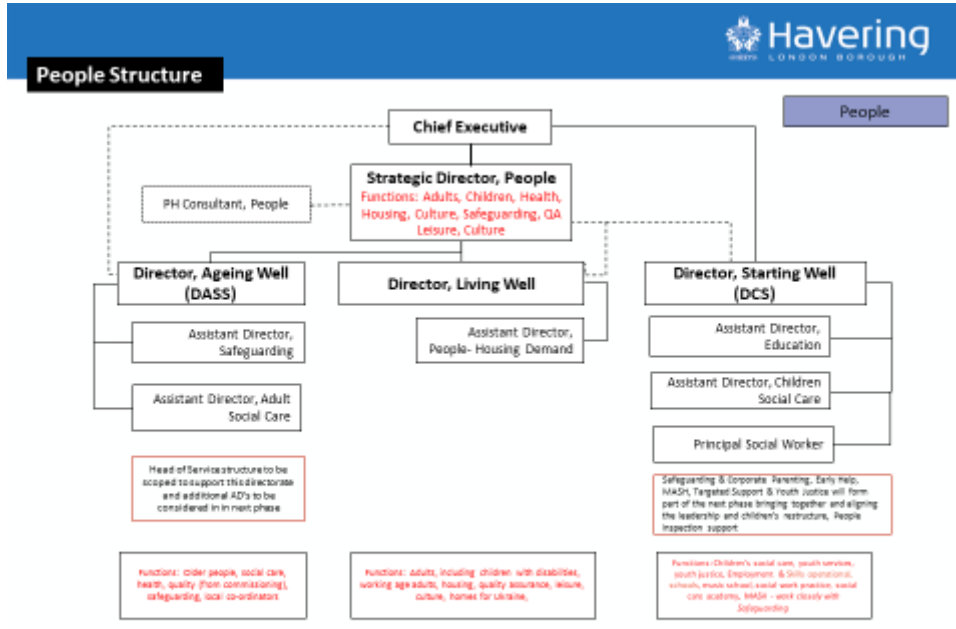 Havering
LONDON BOROUGH
People Structure
People
Chief Executive
Strategic Director, People
Functions: Adults, Children, Health,
Housing, Culture, Safeguarding, QA
Leisure, Culture
PH Consultant, People
Director, Ageing Well
(DASS)
Director, Living Well
Director, Starting Well
(DCS)
Assistant Director,
Safeguarding
Assistant Director,
People- Housing Demand
Assistant Director,
Education
Assistant Director, Adult
Social Care
Assistant Director, Children
Social Care
Principal Social Worker
Head of Service structure to be
scoped to support this directorate
and additional AD's to be
considered in in next phase
Safeguarding & Corporate Parenting, Early Help,
MASH, Targeted Support & Youth Justice will form
part of the next phase bringing together and aligning
the leadership and children's restructure, People
Inspection support
Functions: Older people, social care,
health, quality (from commissioning),
safeguarding, local co-ordinators
Functions: Adults, including children with disabilities,
working age adults, housing, quality assurance, leisure,
culture, homes for ukraine,
Functions: Children's social care, youth services,
youth justice, Employment & Skills operational,
schools, music school, social work practice, social
care academy, MASH - work closely with
Safeguarding